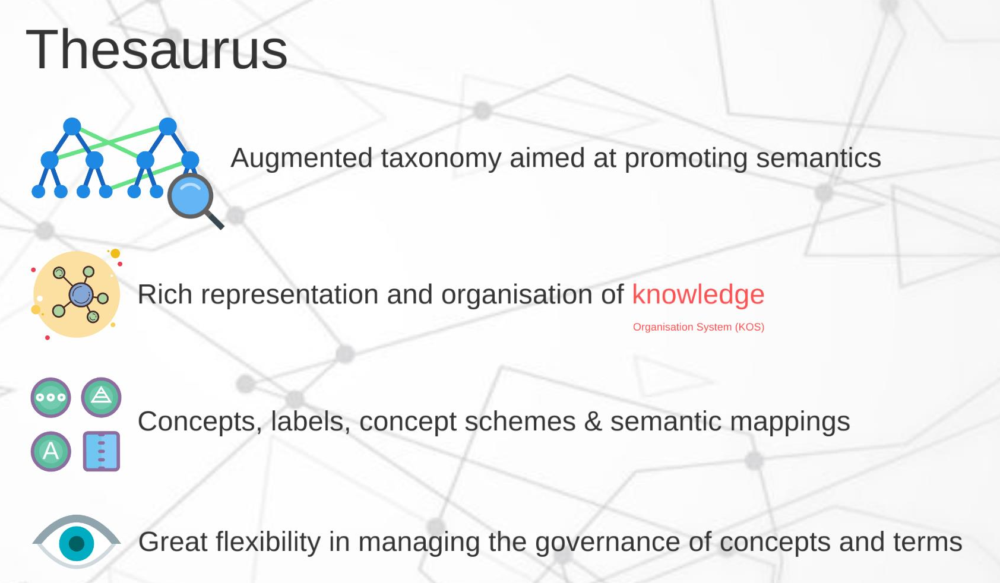 Thesaurus
Augmented taxonomy aimed at promoting semantics
Rich representation and organisation of knowledge
Organisation System (KOS)
Concepts, labels, concept schemes & semantic mappings
A
Great flexibility in managing the governance of concepts and terms